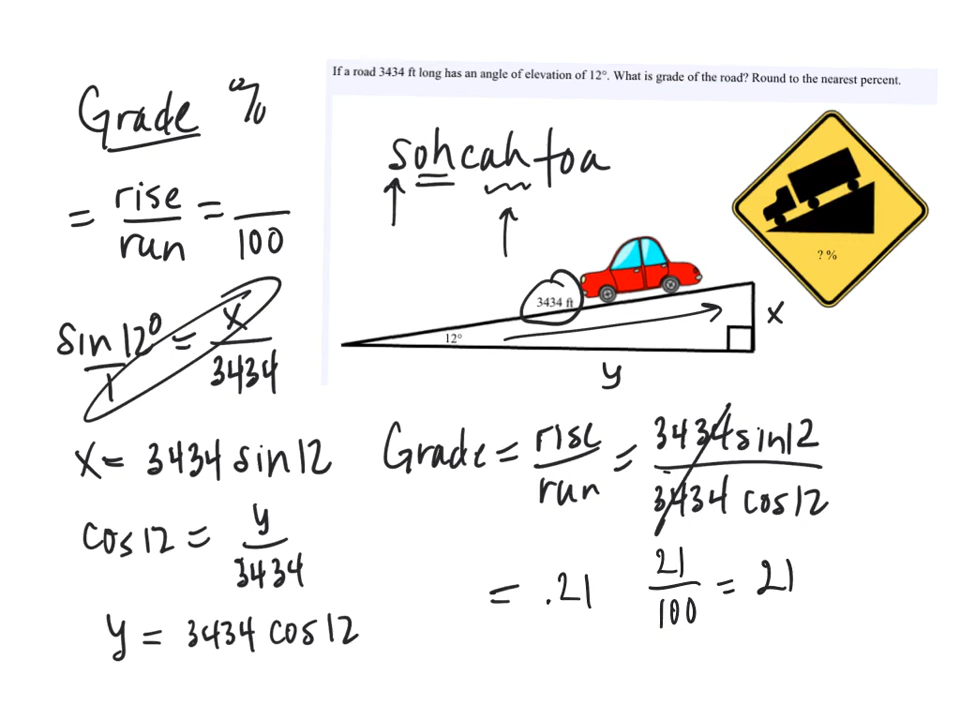 If a road 3434 ft long has an angle of elevation of 12°. What is grade of the road? Round to the nearest percent.
Grade %
= rise/run = /100
sohcahtoa
? %
3434 ft
12°
x
y
sin 12°/1 = x/3434
x = 3434 sin 12
cos 12 = y/3434
y = 3434 cos 12
Grade = rise/run = 3434 sin12/3434 cos 12
= .21 21/100 = 21